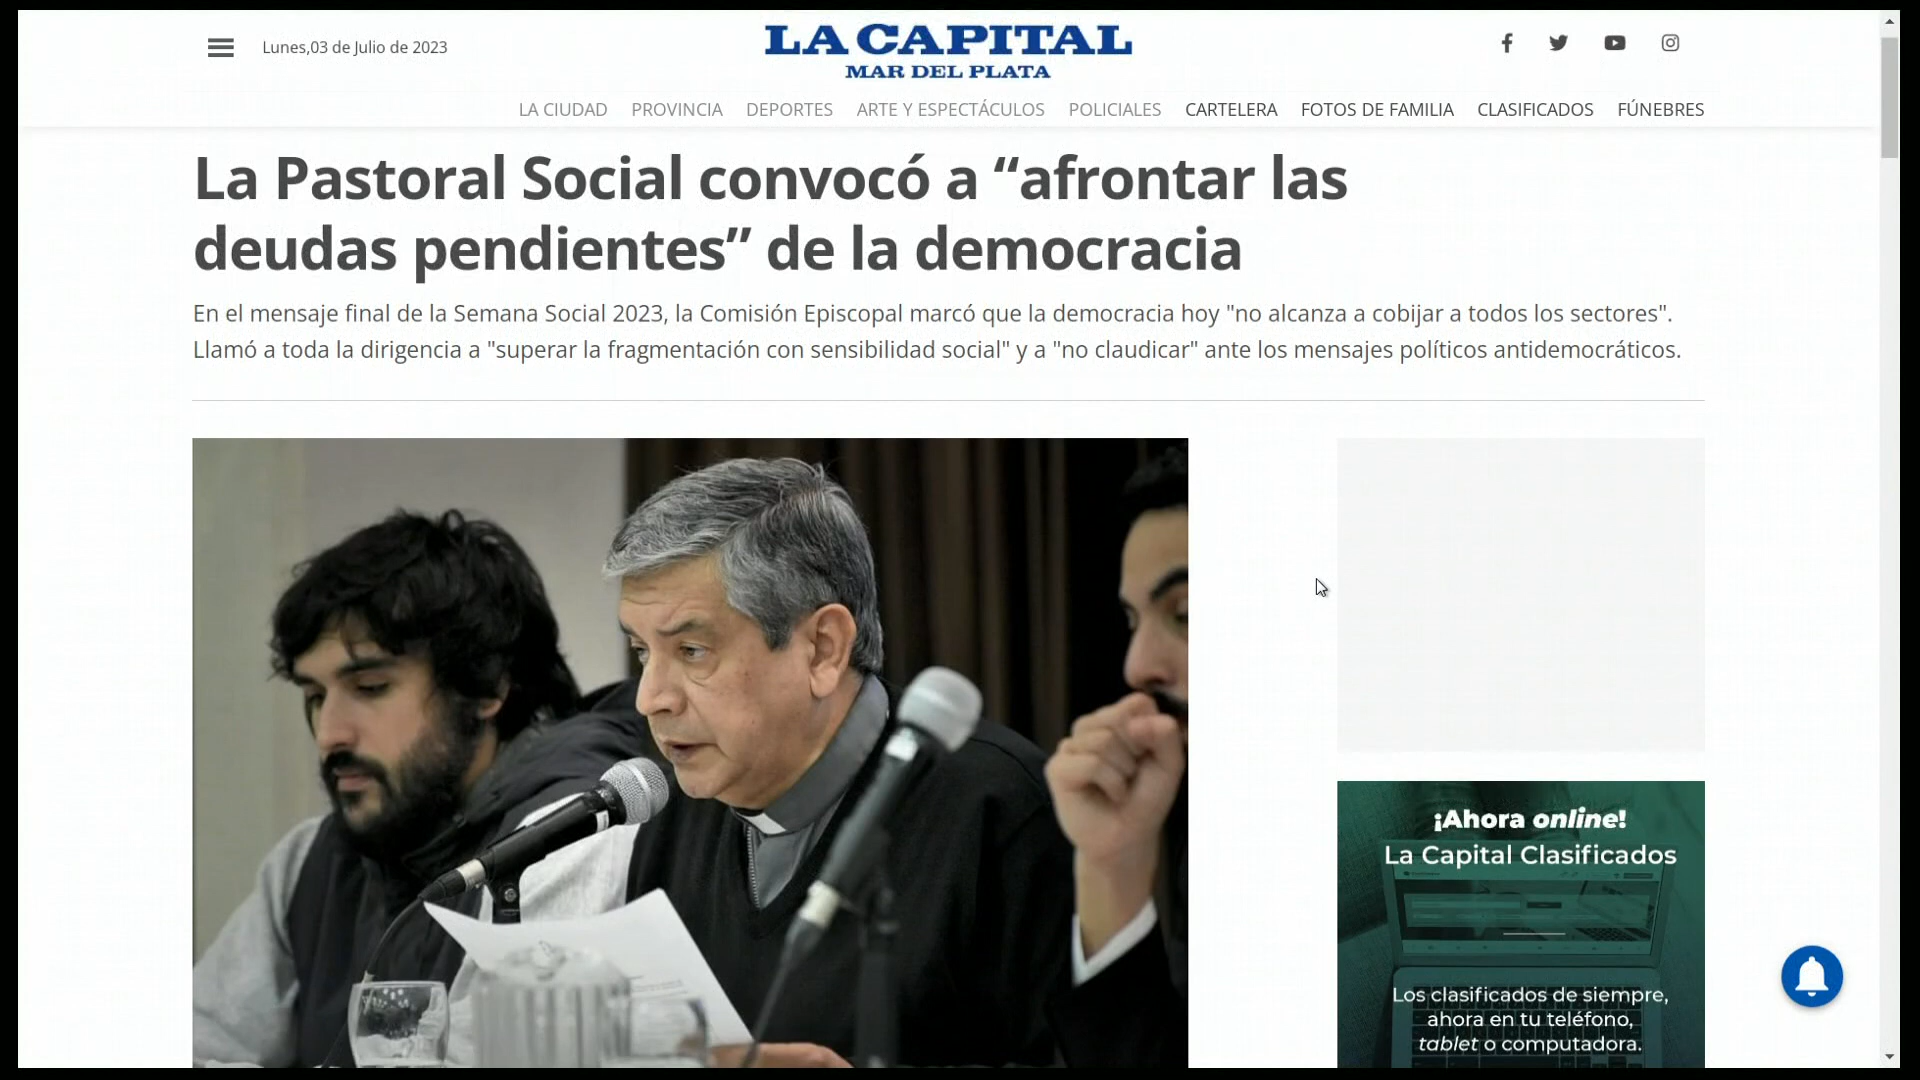 Lunes,03 de Julio de 2023
LA CAPITAL
MAR DEL PLATA
LA CIUDAD PROVINCIA DEPORTES ARTE Y ESPECTÁCULOS POLICIALES CARTELERA FOTOS DE FAMILIA CLASIFICADOS FÚNEBRES
La Pastoral Social convocó a “afrontar las
deudas pendientes” de la democracia
En el mensaje final de la Semana Social 2023, la Comisión Episcopal marcó que la democracia hoy "no alcanza a cobijar a todos los sectores".
Llamó a toda la dirigencia a "superar la fragmentación con sensibilidad social" y a "no claudicar" ante los mensajes políticos antidemocráticos.
¡Ahora online!
La Capital Clasificados
Los clasificados de siempre,
ahora en tu teléfono,
tablet o computadora.